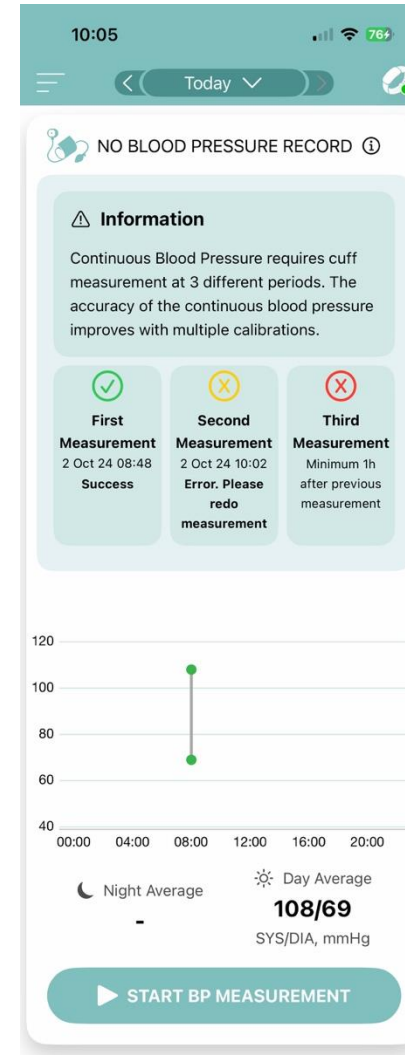 10:05
76
Today
NO BLOOD PRESSURE RECORD
Information
Continuous Blood Pressure requires cuff
measurement at 3 different periods. The
accuracy of the continuous blood pressure
improves with multiple calibrations.
First
Measurement
2 Oct 24 08:48
Success
Second
Measurement
2 Oct 24 10:02
Error. Please
redo
measurement
Third
Measurement
Minimum 1h
after previous
measurement
120
100
80
60
40
00:00 04:00 08:00 12:00 16:00 20:00
Night Average
-
Day Average
108/69
SYS/DIA, mmHg
START BP MEASUREMENT